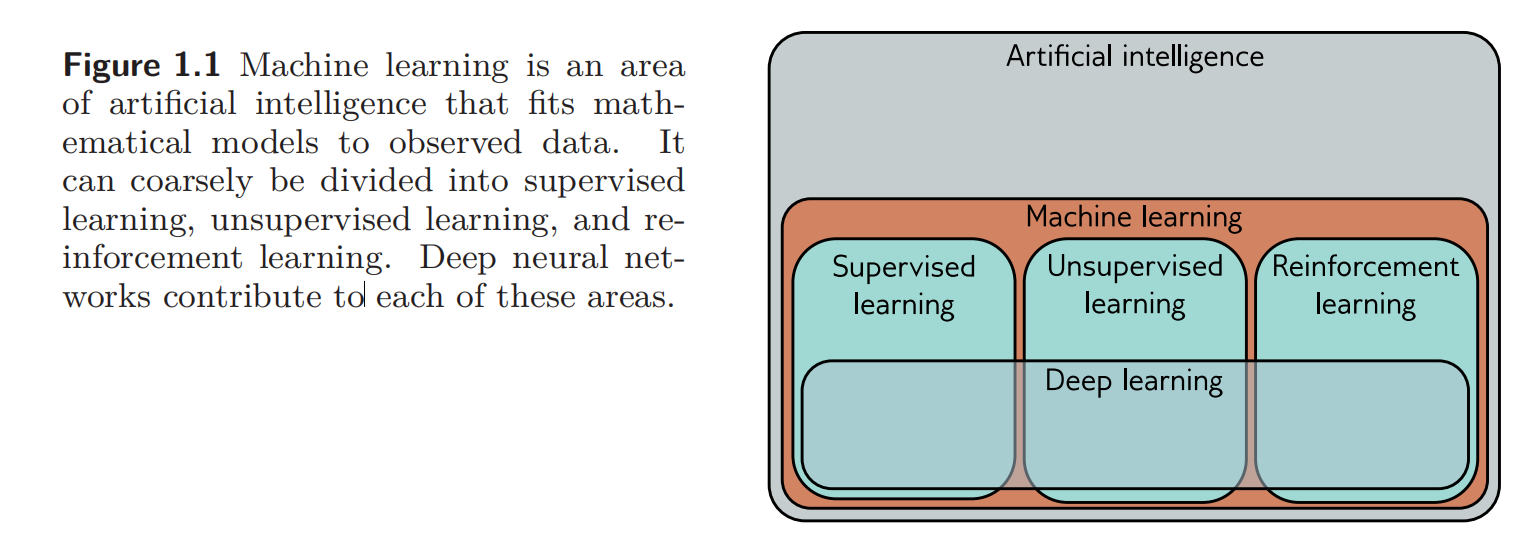 Figure 1.1 Machine learning is an area
of artificial intelligence that fits math-
ematical models to observed data. It
can coarsely be divided into supervised
learning, unsupervised learning, and re-
inforcement learning. Deep neural net-
works contribute to each of these areas.
Artificial intelligence
Machine learning
Supervised
learning
Unsupervised
learning
Reinforcement
learning
Deep learning